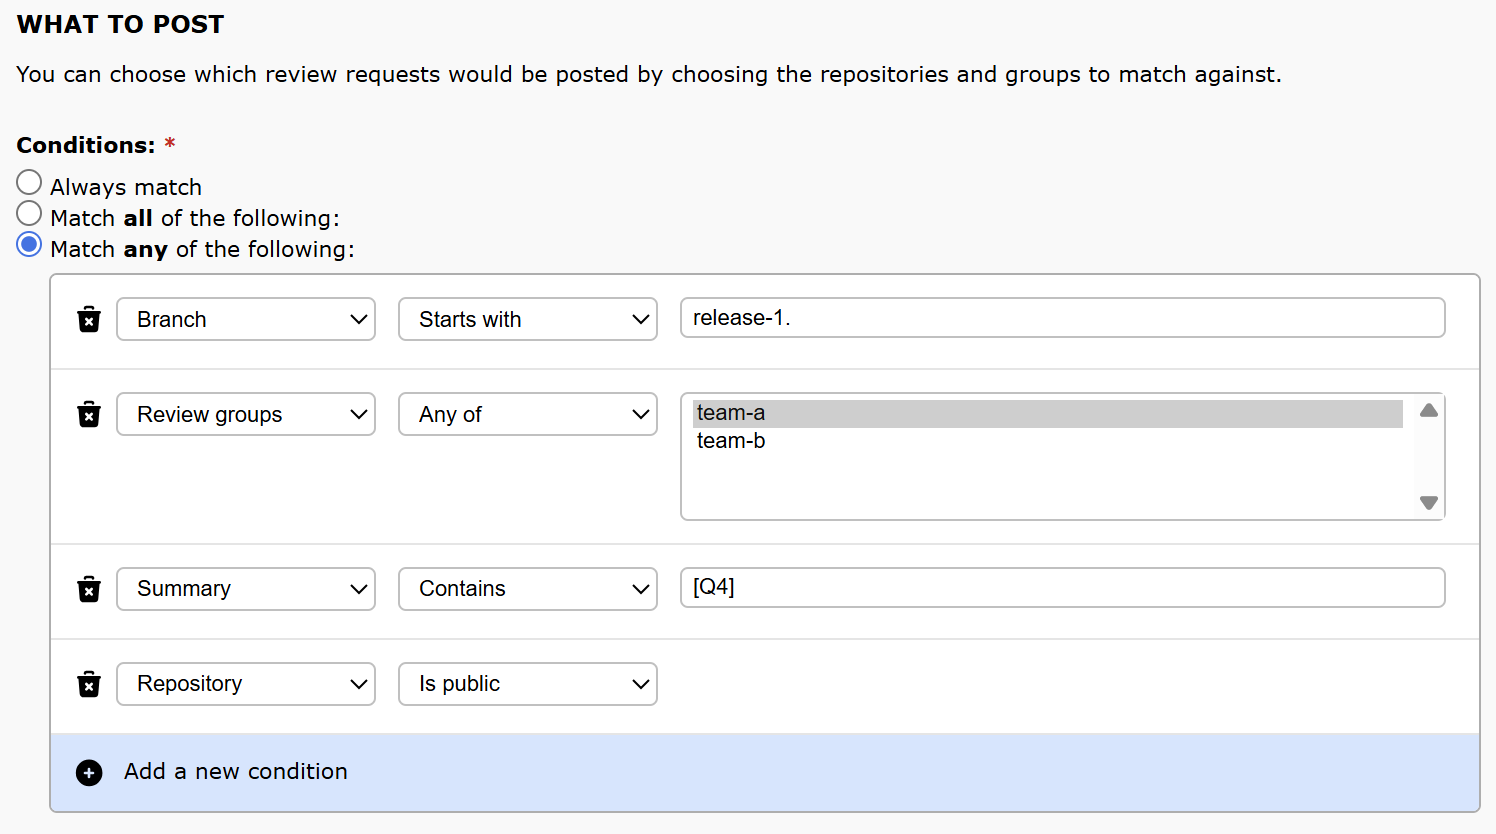 WHAT TO POST
You can choose which review requests would be posted by choosing the repositories and groups to match against.
Conditions: *
Always match
Match all of the following:
Match any of the following:
Branch Starts with release-1.
Review groups Any of team-a
team-b
Summary Contains [Q4]
Repository Is public
Add a new condition